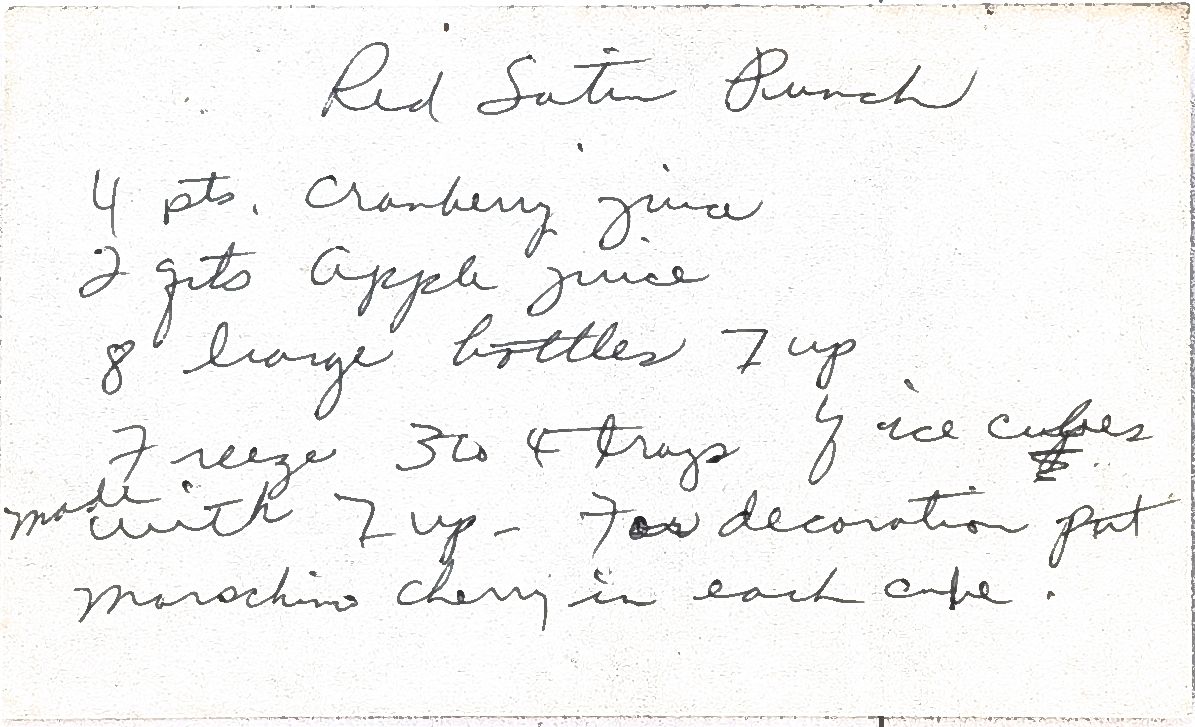 Red Satin Punch
4 pts. Cranberry juice
2 qts Apple juice
8 large bottles 7 up
Freeze 3 to 4 trays of ice cubes
made with 7 up - For decoration put
maraschino cherry in each cube.